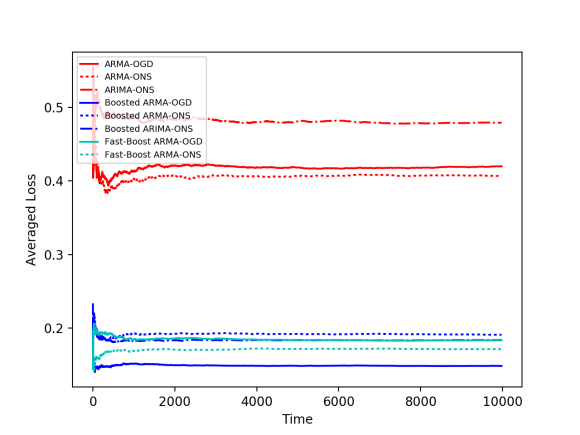 ARMA-OGD
ARMA-ONS
ARIMA-ONS
Boosted ARMA-OGD
Boosted ARMA-ONS
Boosted ARIMA-ONS
Fast-Boost ARMA-OGD
Fast-Boost ARMA-ONS
0.5
0.4
0.3
0.2
Averaged Loss
0 2000 4000 6000 8000 10000
Time